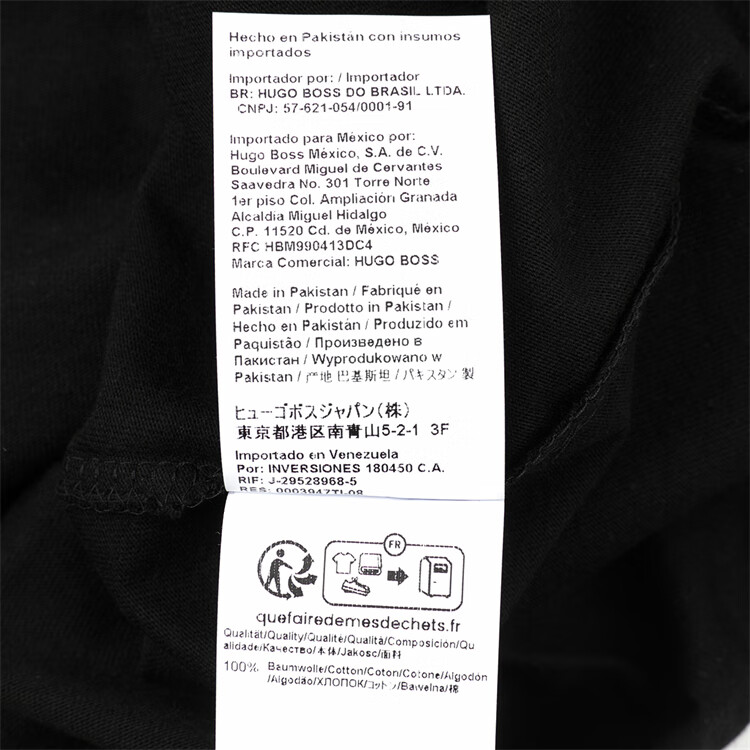 Hecho en Pakistán con insumos
importados
Importador por: / Importador
BR: HUGO BOSS DO BRASIL LTDA.
CNPJ: 57-621-054/0001-91
Importado para México por:
Hugo Boss México, S.A. de C.V.
Boulevard Miguel de Cervantes
Saavedra No. 301 Torre Norte
1er piso Col. Ampliación Granada
Alcaldia Miguel Hidalgo
C.P. 11520 Cd. de México, México
RFC HBM990413DC4
Marca Comercial: HUGO BOSS
Made in Pakistan / Fabriqué en
Pakistan / Prodotto in Pakistan /
Hecho en Pakistán / Produzido em
Paquistão / Произведено в
Пакистан / Wyprodukowano w
Pakistan / 产地 巴基斯坦 / パキスタン 製
ヒューゴボスジャパン(株)
東京都港区南青山5-2-1 3F
Importado en Venezuela
Por: INVERSIONES 180450 C.A.
RIF: J-29528968-5
RES: 0003947TI-08
FR
quefairedemesdechets.fr
Qualität/Quality/Qualité/Qualità/Composición/Qu
alidade/Качество/本体/Jakosc/面料
100% Baumwolle/Cotton/Coton/Cotone/Algodón
/Algodão/ХЛОПОК/コットン/Bawelna/棉